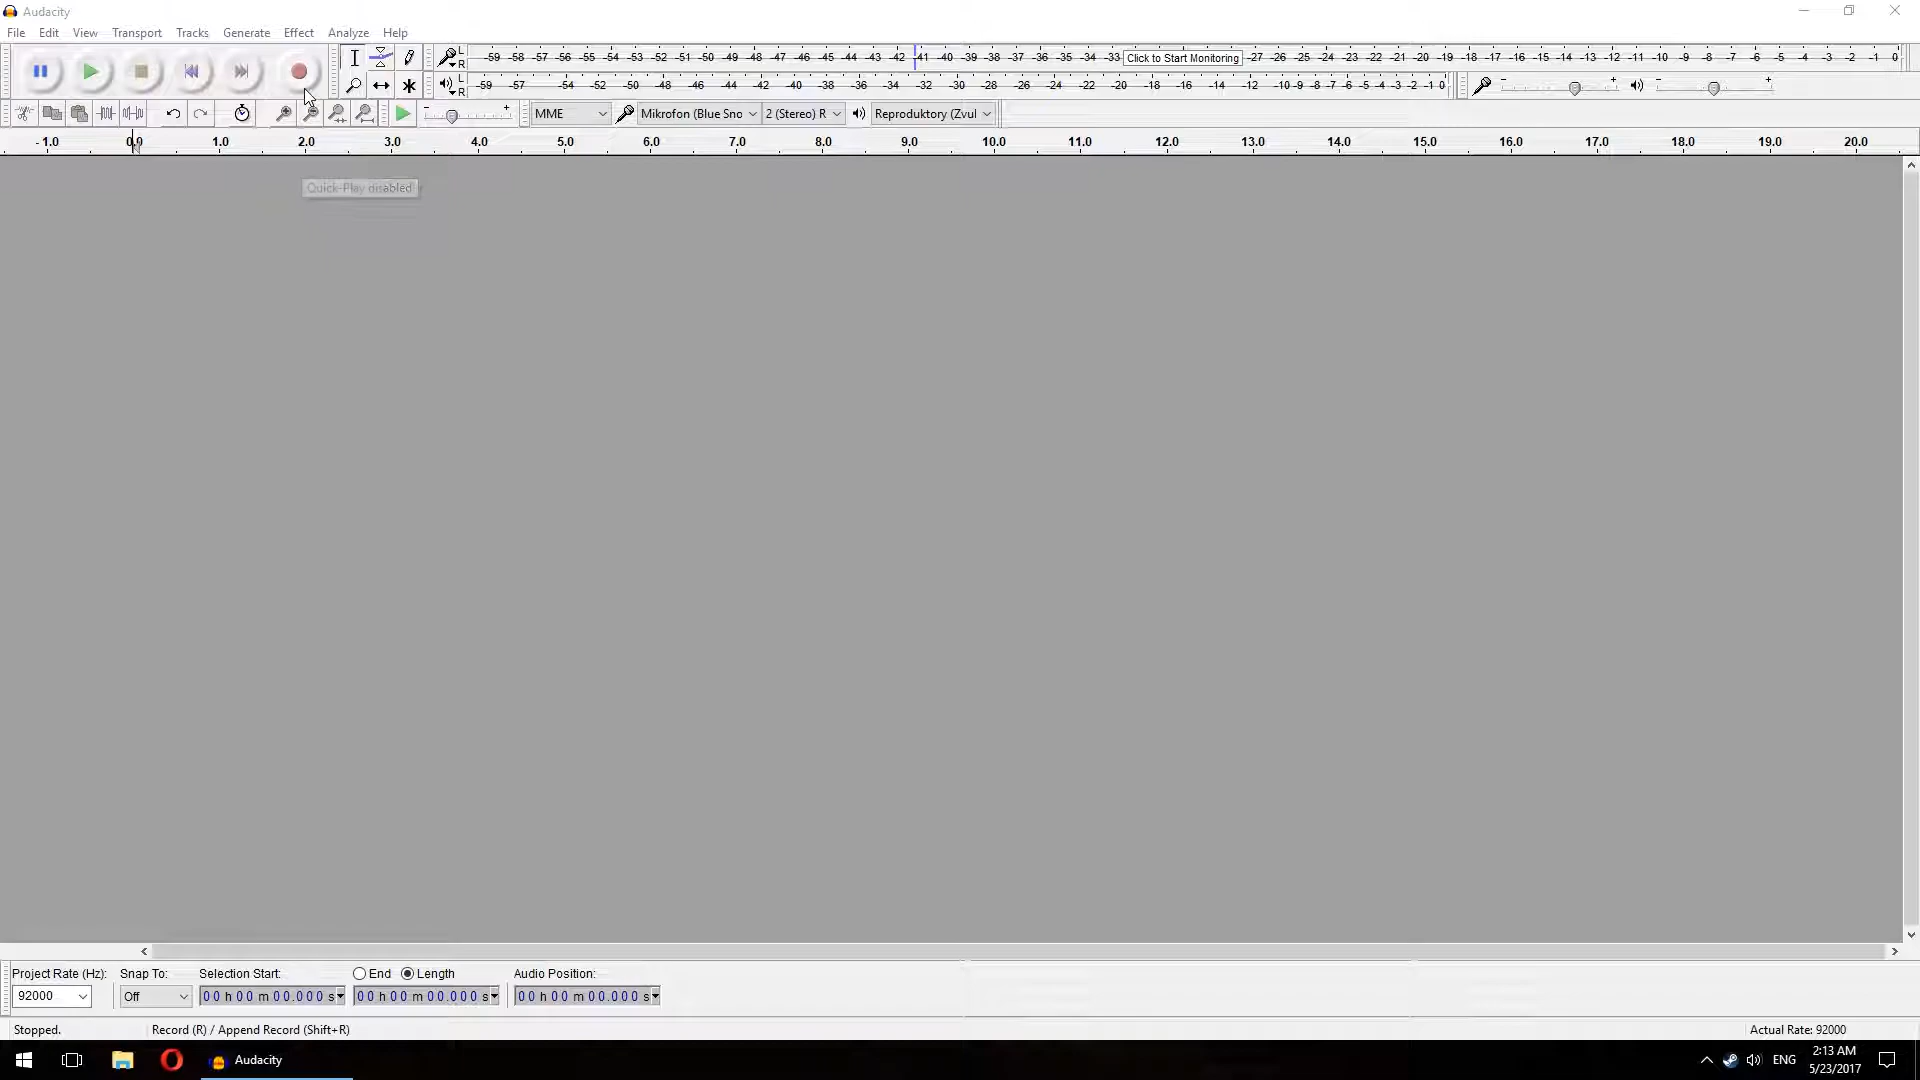 Audacity
File Edit View Transport Tracks Generate Effect Analyze Help
L -59 -58 -57 -56 -55 -54 -53 -52 -51 -50 -49 -48 -47 -46 -45 -44 -43 -42 -41 -40 -39 -38 -37 -36 -35 -34 -33 Click to Start Monitoring -27 -26 -25 -24 -23 -22 -21 -20 -19 -18 -17 -16 -15 -14 -13 -12 -11 -10 -9 -8 -7 -6 -5 -4 -3 -2 -1 0
R
L -59 -57 -54 -52 -50 -48 -46 -44 -42 -40 -38 -36 -34 -32 -30 -28 -26 -24 -22 -20 -18 -16 -14 -12 -10 -9 -8 -7 -6 -5 -4 -3 -2 -1 0 - + - +
R
- + MME Mikrofon (Blue Sno 2 (Stereo) R Reproduktory (Zvul
- 1.0 0.0 1.0 2.0 3.0 4.0 5.0 6.0 7.0 8.0 9.0 10.0 11.0 12.0 13.0 14.0 15.0 16.0 17.0 18.0 19.0 20.0
Quick-Play disabled
Project Rate (Hz): Snap To: Selection Start: End Length Audio Position:
92000 Off 00 h 00 m 00.000 s 00 h 00 m 00.000 s 00 h 00 m 00.000 s
Stopped. Record (R) / Append Record (Shift+R) Actual Rate: 92000
Audacity ENG 2:13 AM
5/23/2017